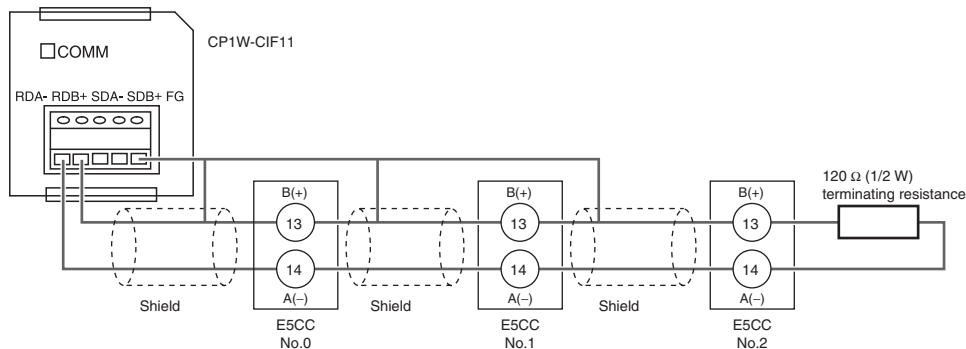 CP1W-CIF11
COMM
RDA- RDB+ SDA- SDB+ FG
120 Ω (1/2 W)
terminating resistance
B(+)
B(+)
B(+)
13
13
13
14
14
14
A(−)
A(−)
A(−)
Shield
Shield
Shield
E5CC
No.0
E5CC
No.1
E5CC
No.2